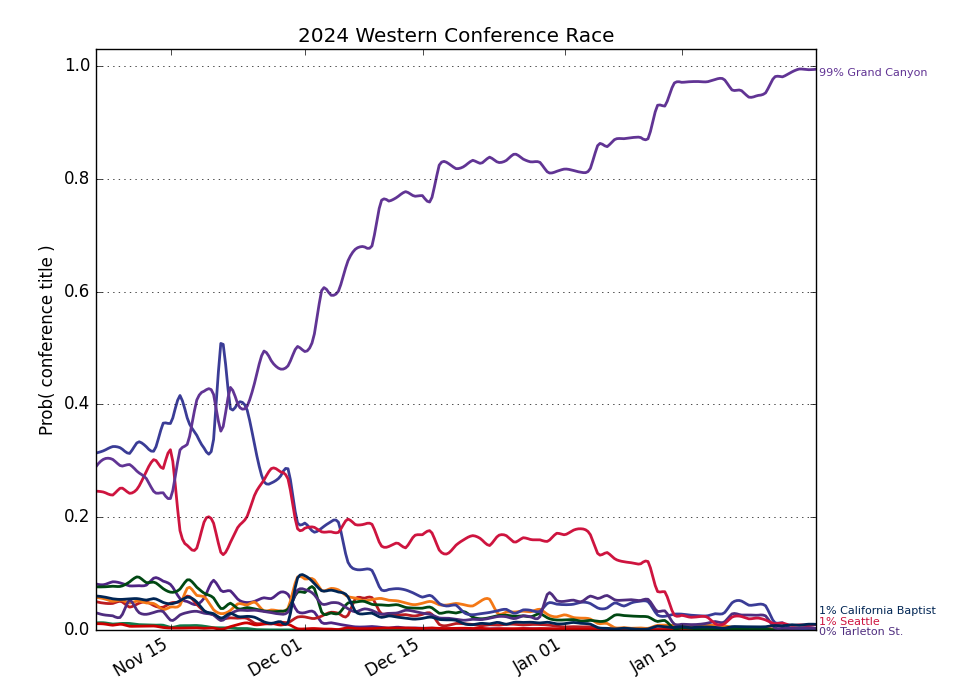 2024 Western Conference Race
Prob( conference title )
1.0
0.8
0.6
0.4
0.2
0.0
99% Grand Canyon
1% California Baptist
1% Seattle
0% Tarleton St.
Nov 15
Dec 01
Dec 15
Jan 01
Jan 15